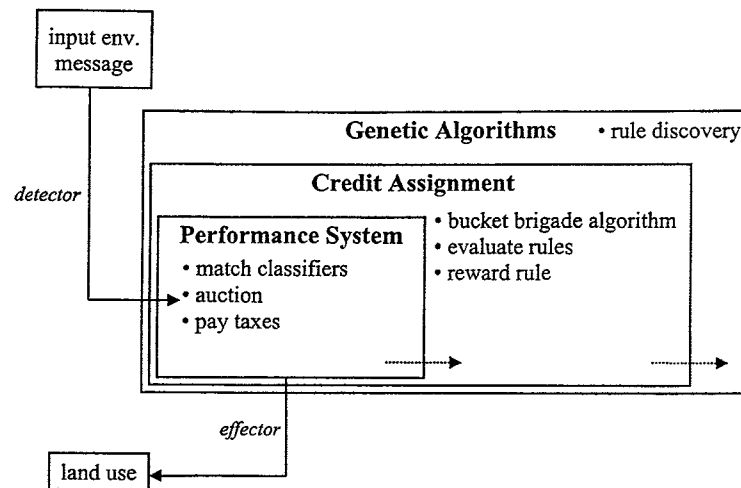 input env.
message
Genetic Algorithms • rule discovery
Credit Assignment
detector
• bucket brigade algorithm
Performance System
• evaluate rules
• match classifiers
• reward rule
• auction
• pay taxes
effector
land use